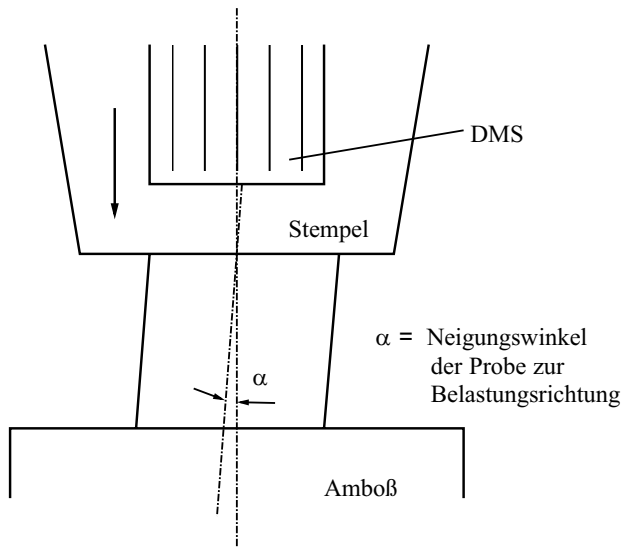 DMS
Stempel
α = Neigungswinkel
der Probe zur
Belastungsrichtung
α
Amboß